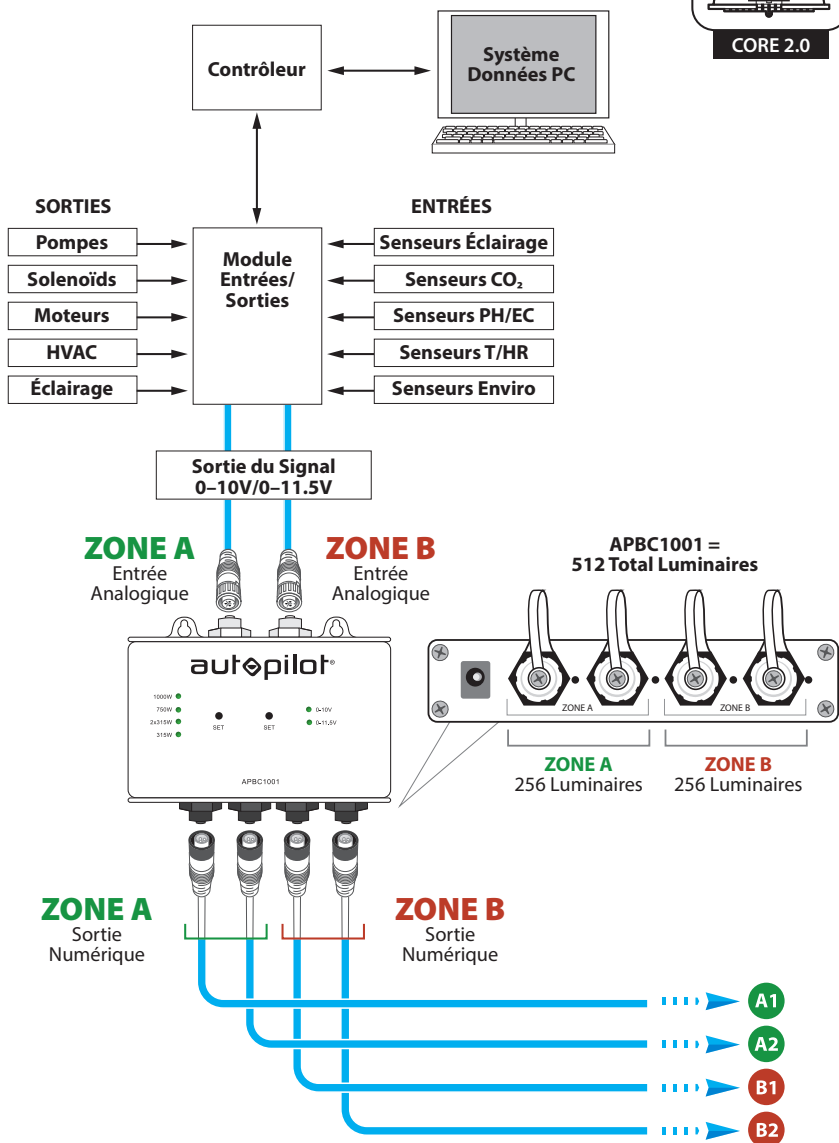 CORE 2.0
Contrôleur
Système
Données PC
SORTIES
ENTRÉES
Pompes
Solenoïds
Moteurs
HVAC
Éclairage
Module
Entrées/
Sorties
Senseurs Éclairage
Senseurs CO₂
Senseurs PH/EC
Senseurs T/HR
Senseurs Enviro
Sortie du Signal
0–10V/0–11.5V
ZONE A
Entrée
Analogique
ZONE B
Entrée
Analogique
APBC1001 =
512 Total Luminaires
autopilot®
1000W
750W
2x315W
315W
SET
SET
0-10V
0-11.5V
APBC1001
ZONE A
ZONE B
ZONE A
256 Luminaires
ZONE B
256 Luminaires
ZONE A
Sortie
Numérique
ZONE B
Sortie
Numérique
A1
A2
B1
B2